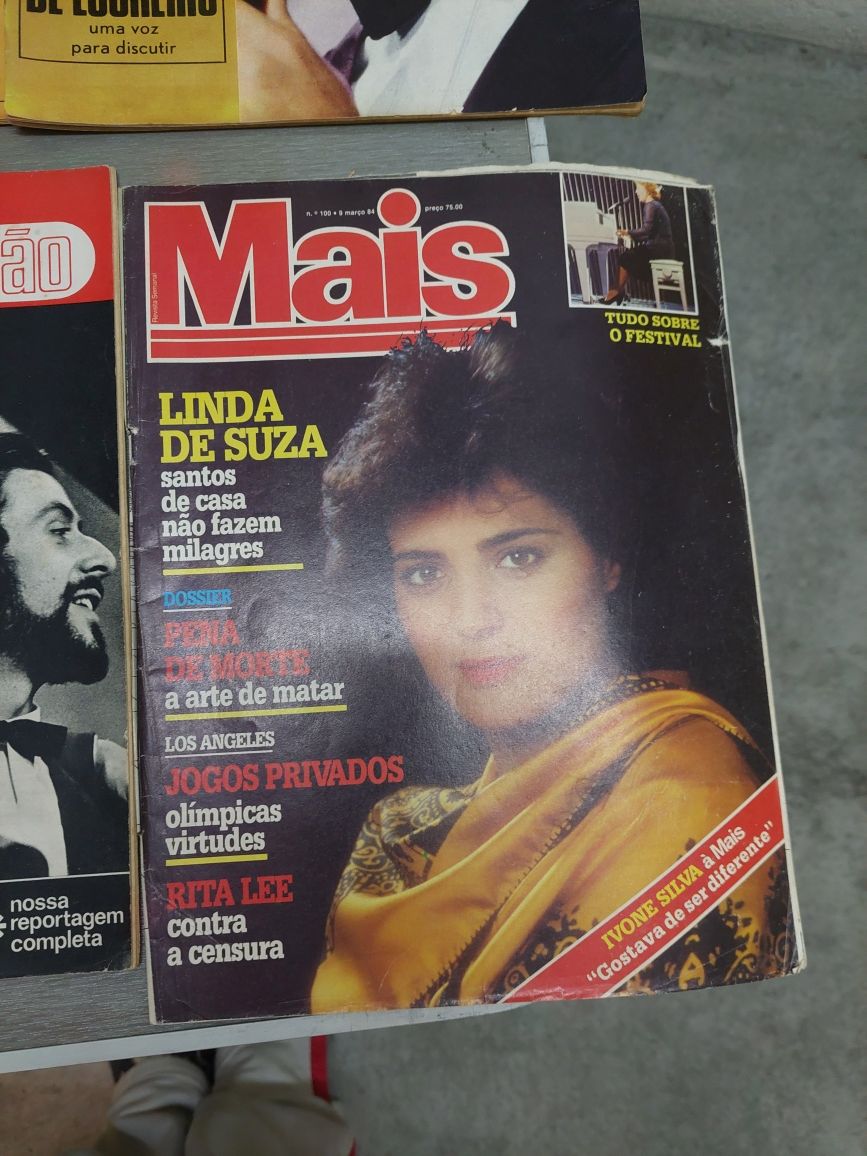 DE LOUREIRO
uma voz
para discutir
ão
nossa
reportagem
completa
Mais
n.º 100 • 9 março 84
preço 75.00
Revista Semanal
TUDO SOBRE
O FESTIVAL
LINDA
DE SUZA
santos
de casa
não fazem
milagres
DOSSIER
PENA
DE MORTE
a arte de matar
LOS ANGELES
JOGOS PRIVADOS
olímpicas
virtudes
RITA LEE
contra
a censura
IVONE SILVA à Mais
“Gostava de ser diferente”